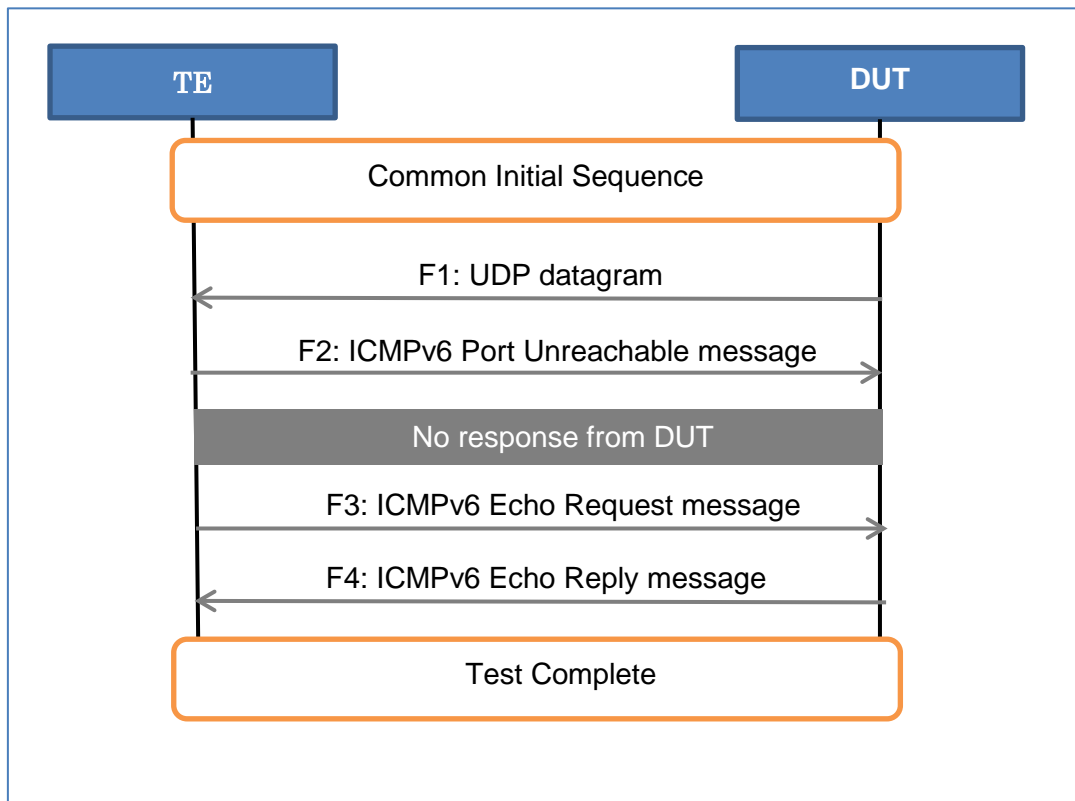 TE
DUT
Common Initial Sequence
F1: UDP datagram
F2: ICMPv6 Port Unreachable message
No response from DUT
F3: ICMPv6 Echo Request message
F4: ICMPv6 Echo Reply message
Test Complete